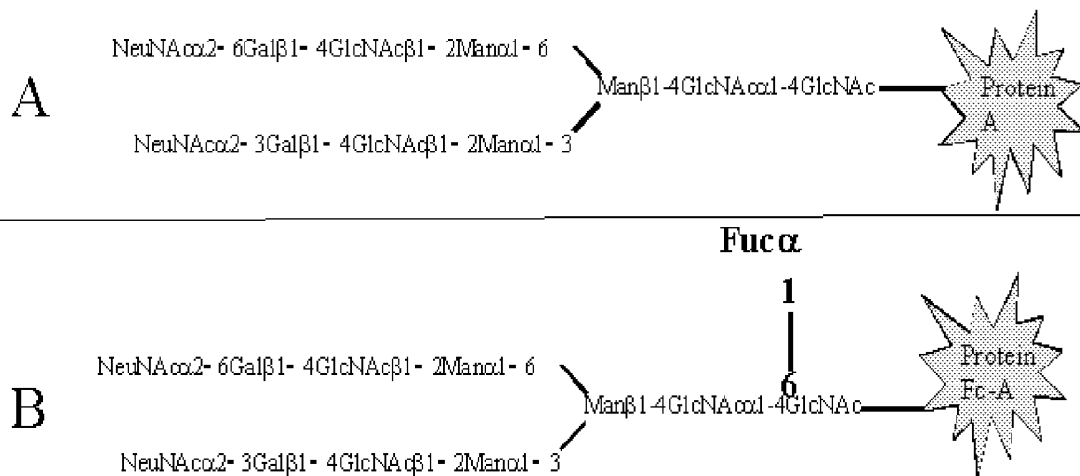 NeuNAcα2- 6Galβ1- 4GlcNAcβ1- 2Manα1- 6
A
Manβ1-4GlcNAcα1-4GlcNAc
Protein
A
NeuNAcα2- 3Galβ1- 4GlcNAcβ1- 2Manα1- 3
Fucα
1
6
NeuNAcα2- 6Galβ1- 4GlcNAcβ1- 2Manα1- 6
B
Manβ1-4GlcNAcα1-4GlcNAc
Protein
Fc-A
NeuNAcα2- 3Galβ1- 4GlcNAcβ1- 2Manα1- 3